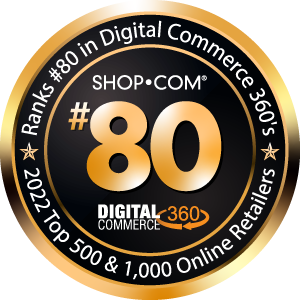 Ranks #80 in Digital Commerce 360's
SHOP•COM®
#80
DIGITAL
COMMERCE
360
2022 Top 500 & 1,000 Online Retailers